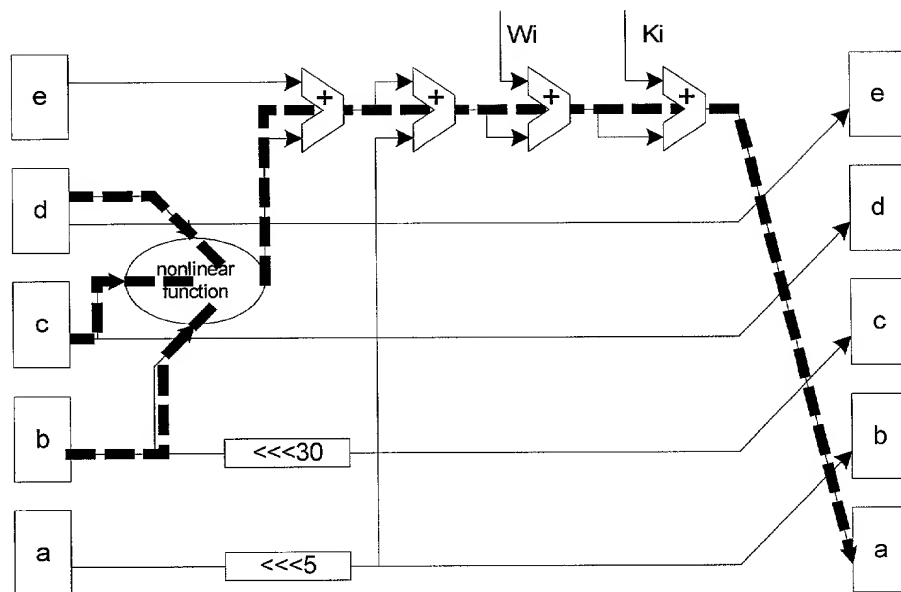 Wi
Ki
e
+
+
+
+
e
d
d
nonlinear
function
c
c
b
<<<30
b
a
<<<5
a